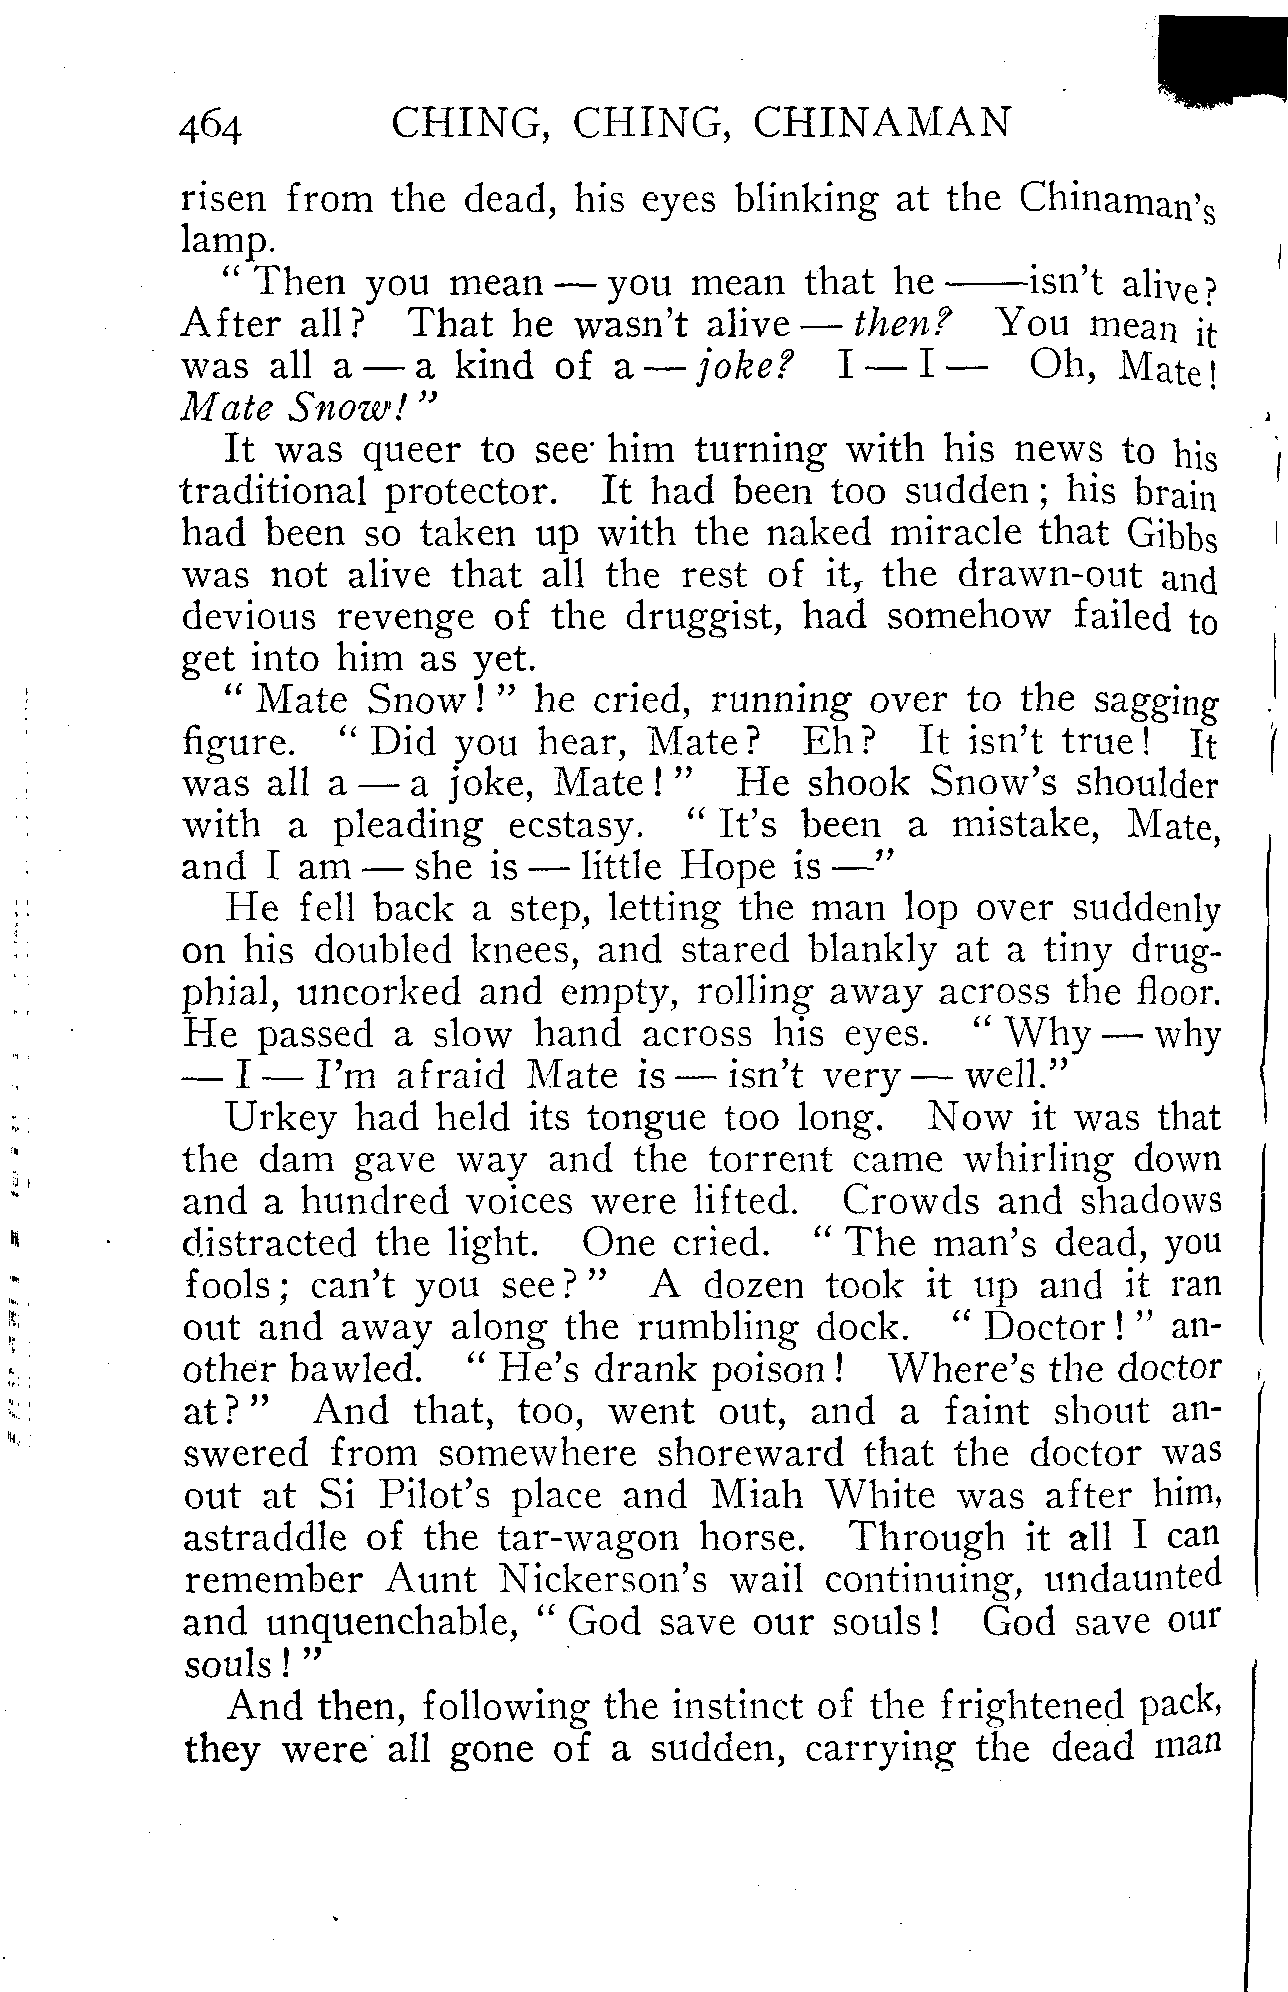 464 CHING, CHING, CHINAMAN
risen from the dead, his eyes blinking at the Chinaman's
lamp.
“ Then you mean — you mean that he ——isn't alive?
After all? That he wasn't alive — then? You mean it
was all a — a kind of a — joke? I — I — Oh, Mate!
Mate Snow! ”
It was queer to see him turning with his news to his
traditional protector. It had been too sudden; his brain
had been so taken up with the naked miracle that Gibbs
was not alive that all the rest of it, the drawn-out and
devious revenge of the druggist, had somehow failed to
get into him as yet.
“ Mate Snow! ” he cried, running over to the sagging
figure. “ Did you hear, Mate? Eh? It isn't true! It
was all a — a joke, Mate! ” He shook Snow's shoulder
with a pleading ecstasy. “ It's been a mistake, Mate,
and I am — she is — little Hope is —”
He fell back a step, letting the man lop over suddenly
on his doubled knees, and stared blankly at a tiny drug-
phial, uncorked and empty, rolling away across the floor.
He passed a slow hand across his eyes. “ Why — why
— I — I'm afraid Mate is — isn't very — well.”
Urkey had held its tongue too long. Now it was that
the dam gave way and the torrent came whirling down
and a hundred voices were lifted. Crowds and shadows
distracted the light. One cried. “ The man's dead, you
fools; can't you see? ” A dozen took it up and it ran
out and away along the rumbling dock. “ Doctor! ” an-
other bawled. “ He's drank poison! Where's the doctor
at? ” And that, too, went out, and a faint shout an-
swered from somewhere shoreward that the doctor was
out at Si Pilot's place and Miah White was after him,
astraddle of the tar-wagon horse. Through it all I can
remember Aunt Nickerson's wail continuing, undaunted
and unquenchable, “ God save our souls! God save our
souls! ”
And then, following the instinct of the frightened pack,
they were all gone of a sudden, carrying the dead man